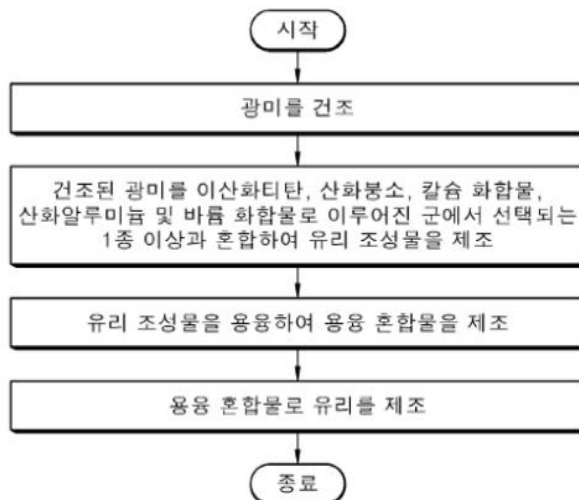 시작
광미를 건조
건조된 광미를 이산화티탄, 산화붕소, 칼슘 화합물,
산화알루미늄 및 바륨 화합물로 이루어진 군에서 선택되는
1종 이상과 혼합하여 유리 조성물을 제조
유리 조성물을 용융하여 용융 혼합물을 제조
용융 혼합물로 유리를 제조
종료